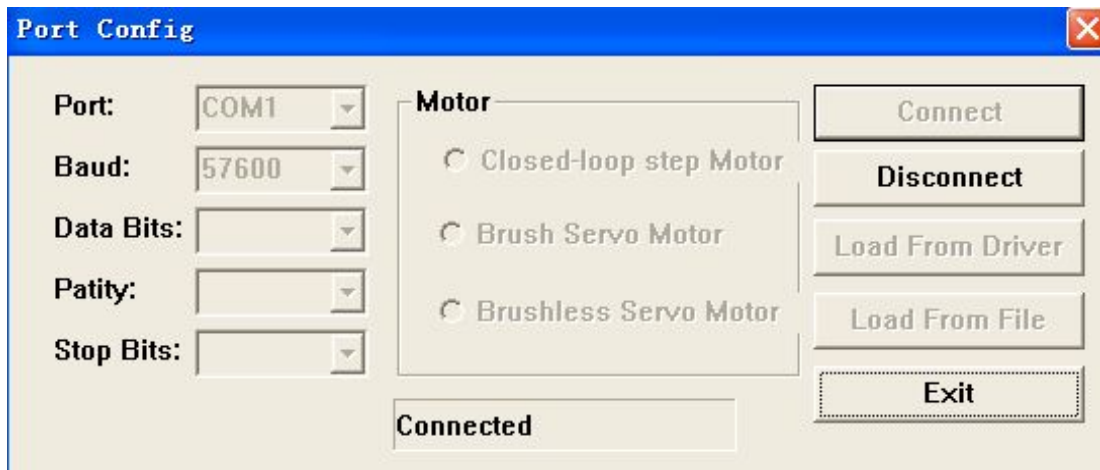 Port Config
Port:
COM1
Baud:
57600
Data Bits:
Patity:
Stop Bits:
Motor
Closed-loop step Motor
Brush Servo Motor
Brushless Servo Motor
Connected
Connect
Disconnect
Load From Driver
Load From File
Exit